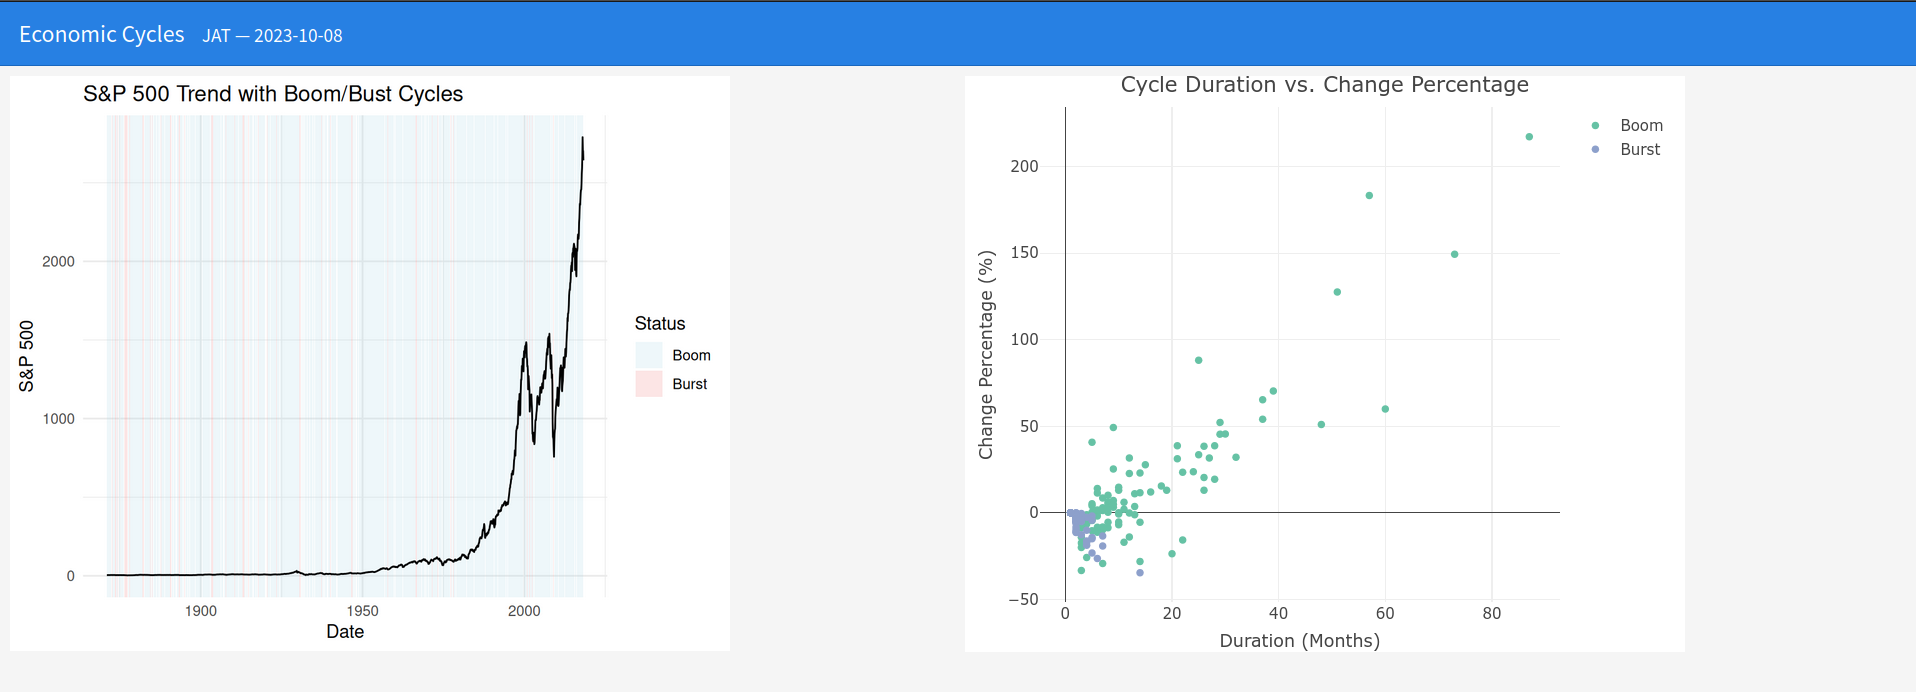 Economic Cycles JAT — 2023-10-08
S&P 500 Trend with Boom/Bust Cycles
2000
1000
0
S&P 500
1900 1950 2000
Date
Status
Boom
Burst
Cycle Duration vs. Change Percentage
200
150
100
50
0
−50
Change Percentage (%)
0 20 40 60 80
Duration (Months)
Boom
Burst